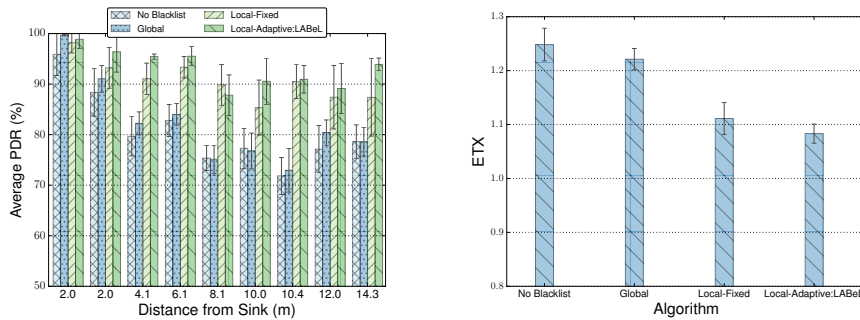 No Blacklist
Global
Local-Fixed
Local-Adaptive:LABeL
Average PDR (%)
100
90
80
70
60
50
2.0 2.0 4.1 6.1 8.1 10.0 10.4 12.0 14.3
Distance from Sink (m)
ETX
1.3
1.2
1.1
1.0
0.9
0.8
No Blacklist Global Local-Fixed Local-Adaptive:LABeL
Algorithm